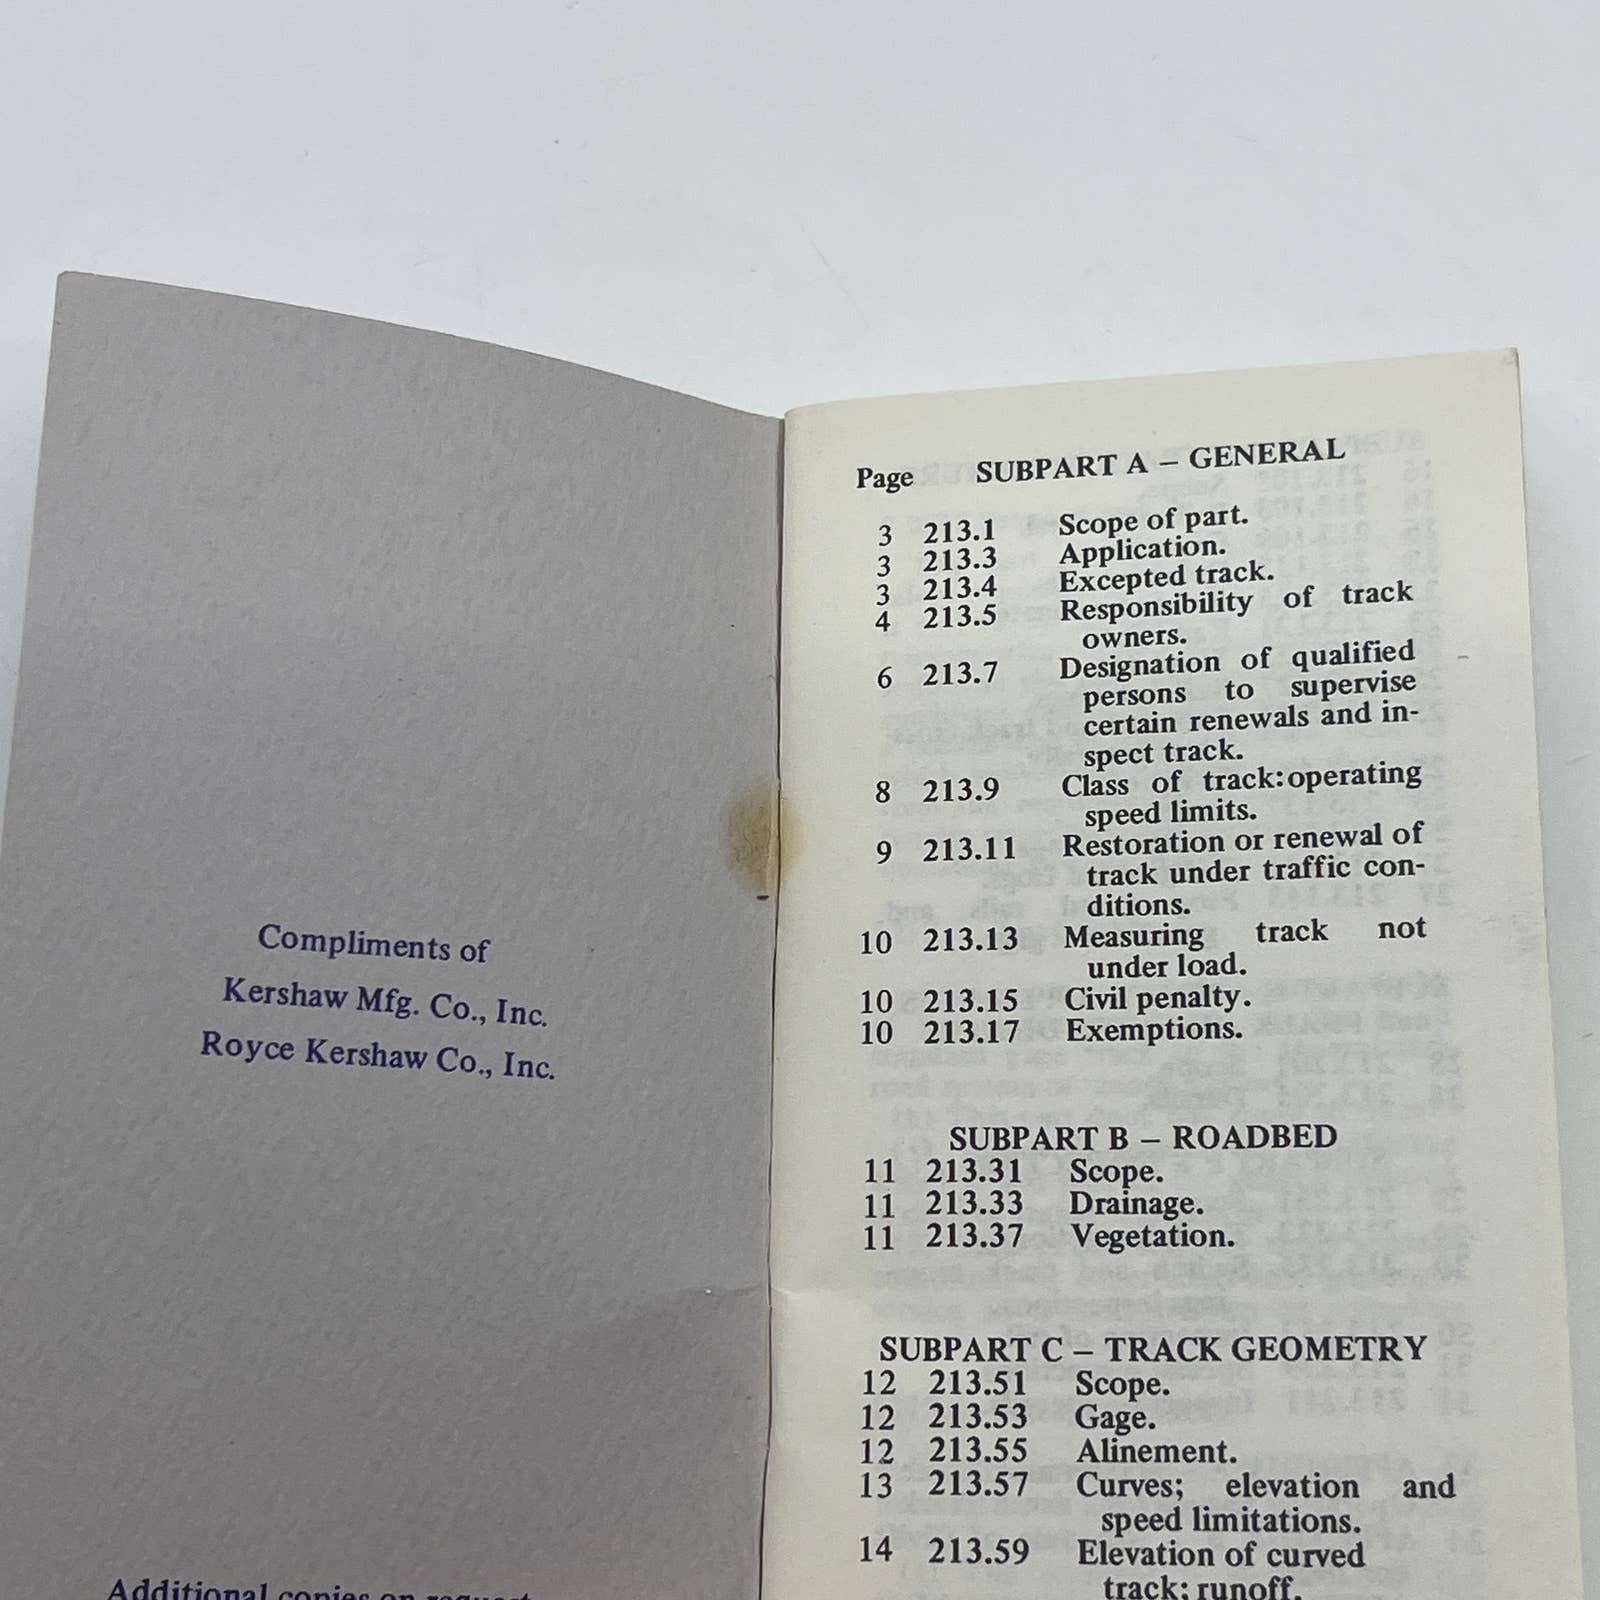 Compliments of
Kershaw Mfg. Co., Inc.
Royce Kershaw Co., Inc.
Additional copies on request
Page SUBPART A – GENERAL
3 213.1 Scope of part.
3 213.3 Application.
3 213.4 Excepted track.
4 213.5 Responsibility of track
owners.
6 213.7 Designation of qualified
persons to supervise
certain renewals and in-
spect track.
8 213.9 Class of track:operating
speed limits.
9 213.11 Restoration or renewal of
track under traffic con-
ditions.
10 213.13 Measuring track not
under load.
10 213.15 Civil penalty.
10 213.17 Exemptions.
SUBPART B – ROADBED
11 213.31 Scope.
11 213.33 Drainage.
11 213.37 Vegetation.
SUBPART C – TRACK GEOMETRY
12 213.51 Scope.
12 213.53 Gage.
12 213.55 Alinement.
13 213.57 Curves; elevation and
speed limitations.
14 213.59 Elevation of curved
track; runoff.